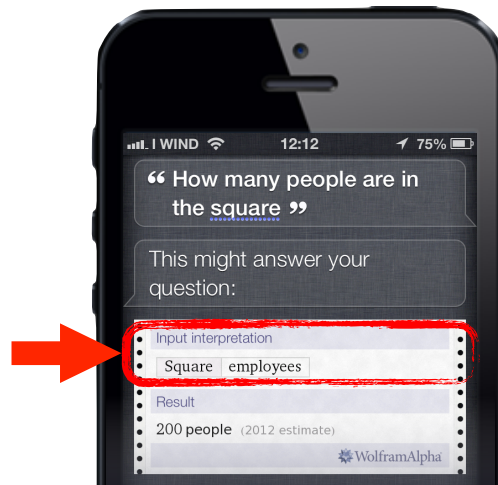 I WIND 12:12 75%
“ How many people are in
the square ”
This might answer your
question:
Input interpretation
Square employees
Result
200 people (2012 estimate)
WolframAlpha